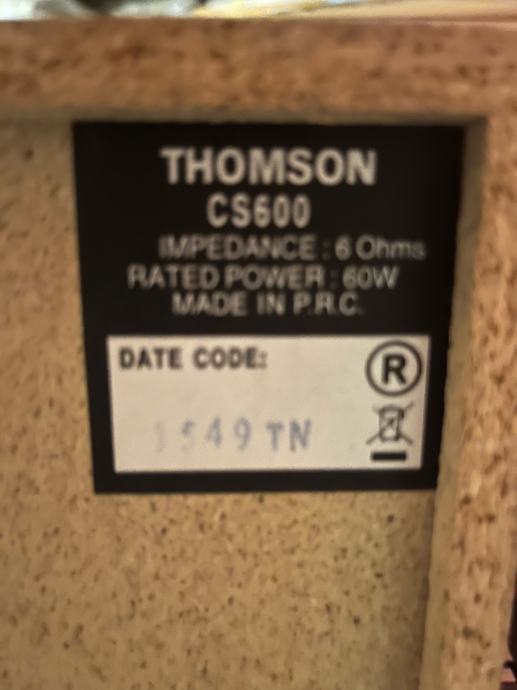 THOMSON
CS600
IMPEDANCE : 6 Ohms
RATED POWER : 60W
MADE IN P.R.C.
DATE CODE:
R
1549 TN